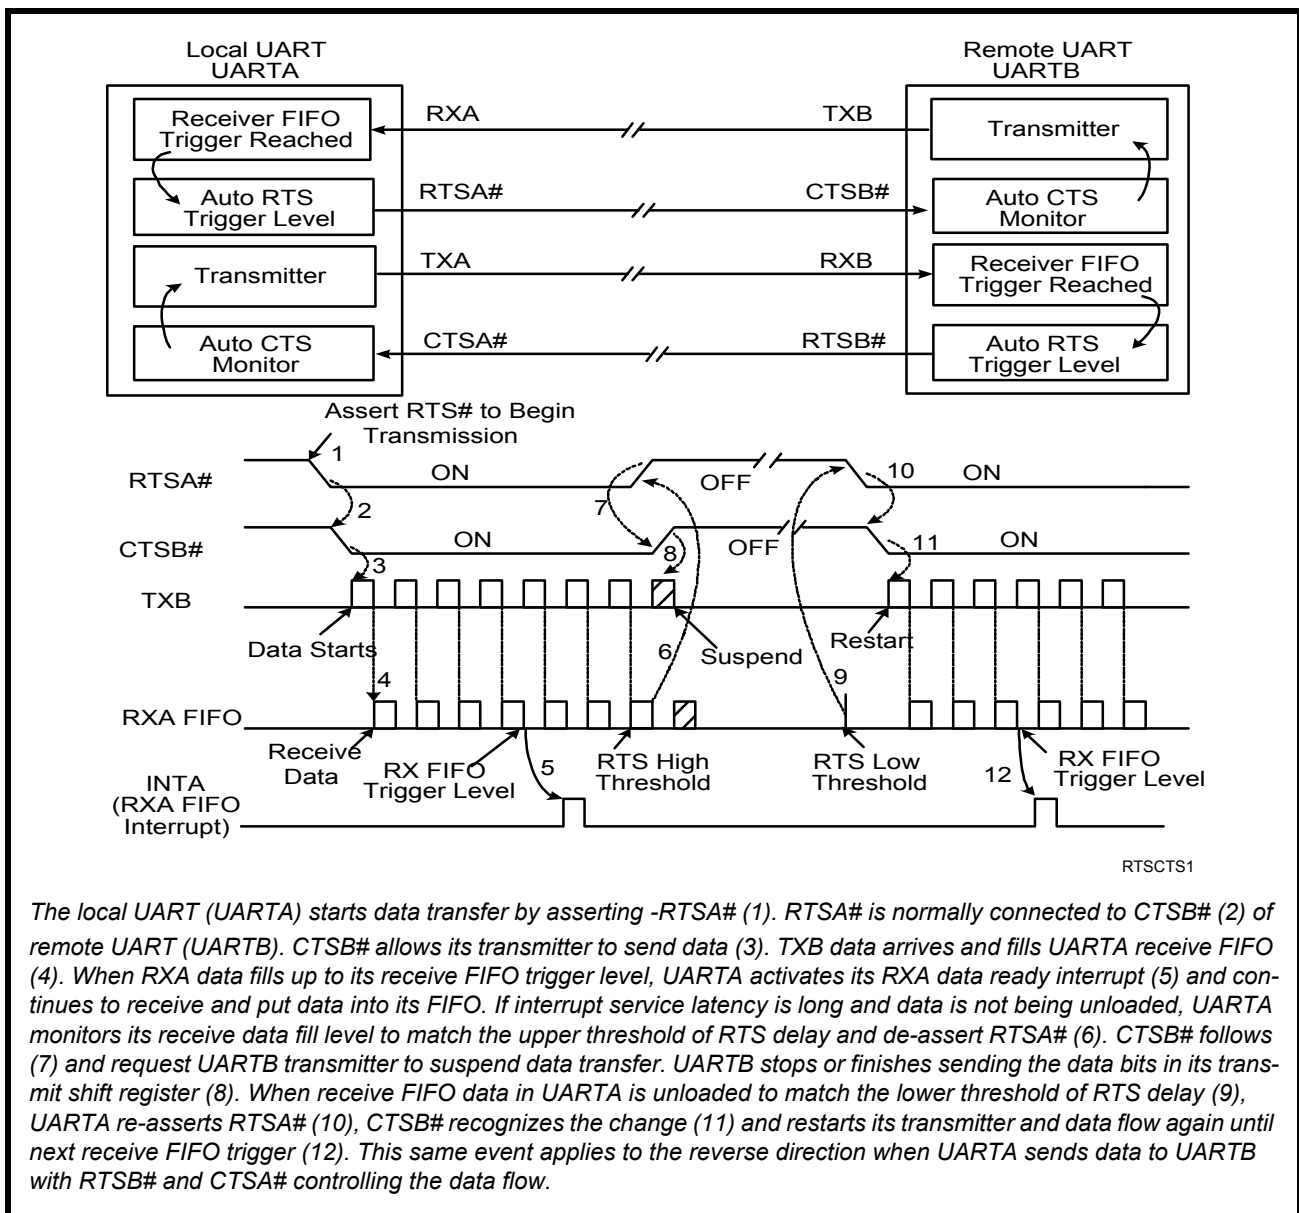 Local UART
UARTA
Remote UART
UARTB
Receiver FIFO
Trigger Reached
RXA
TXB
Transmitter
Auto RTS
Trigger Level
RTSA#
CTSB#
Auto CTS
Monitor
Transmitter
TXA
RXB
Receiver FIFO
Trigger Reached
Auto CTS
Monitor
CTSA#
RTSB#
Auto RTS
Trigger Level
Assert RTS# to Begin
Transmission
RTSA#
1
ON
OFF
10
ON
2
7
CTSB#
ON
8
OFF
11
ON
3
TXB
Data Starts
6
Suspend
Restart
4
9
RXA FIFO
Receive
Data
RX FIFO
Trigger Level
5
RTS High
Threshold
RTS Low
Threshold
12
RX FIFO
Trigger Level
INTA
(RXA FIFO
Interrupt)
RTSCTS1
The local UART (UARTA) starts data transfer by asserting -RTSA# (1). RTSA# is normally connected to CTSB# (2) of
remote UART (UARTB). CTSB# allows its transmitter to send data (3). TXB data arrives and fills UARTA receive FIFO
(4). When RXA data fills up to its receive FIFO trigger level, UARTA activates its RXA data ready interrupt (5) and con-
tinues to receive and put data into its FIFO. If interrupt service latency is long and data is not being unloaded, UARTA
monitors its receive data fill level to match the upper threshold of RTS delay and de-assert RTSA# (6). CTSB# follows
(7) and request UARTB transmitter to suspend data transfer. UARTB stops or finishes sending the data bits in its trans-
mit shift register (8). When receive FIFO data in UARTA is unloaded to match the lower threshold of RTS delay (9),
UARTA re-asserts RTSA# (10), CTSB# recognizes the change (11) and restarts its transmitter and data flow again until
next receive FIFO trigger (12). This same event applies to the reverse direction when UARTA sends data to UARTB
with RTSB# and CTSA# controlling the data flow.